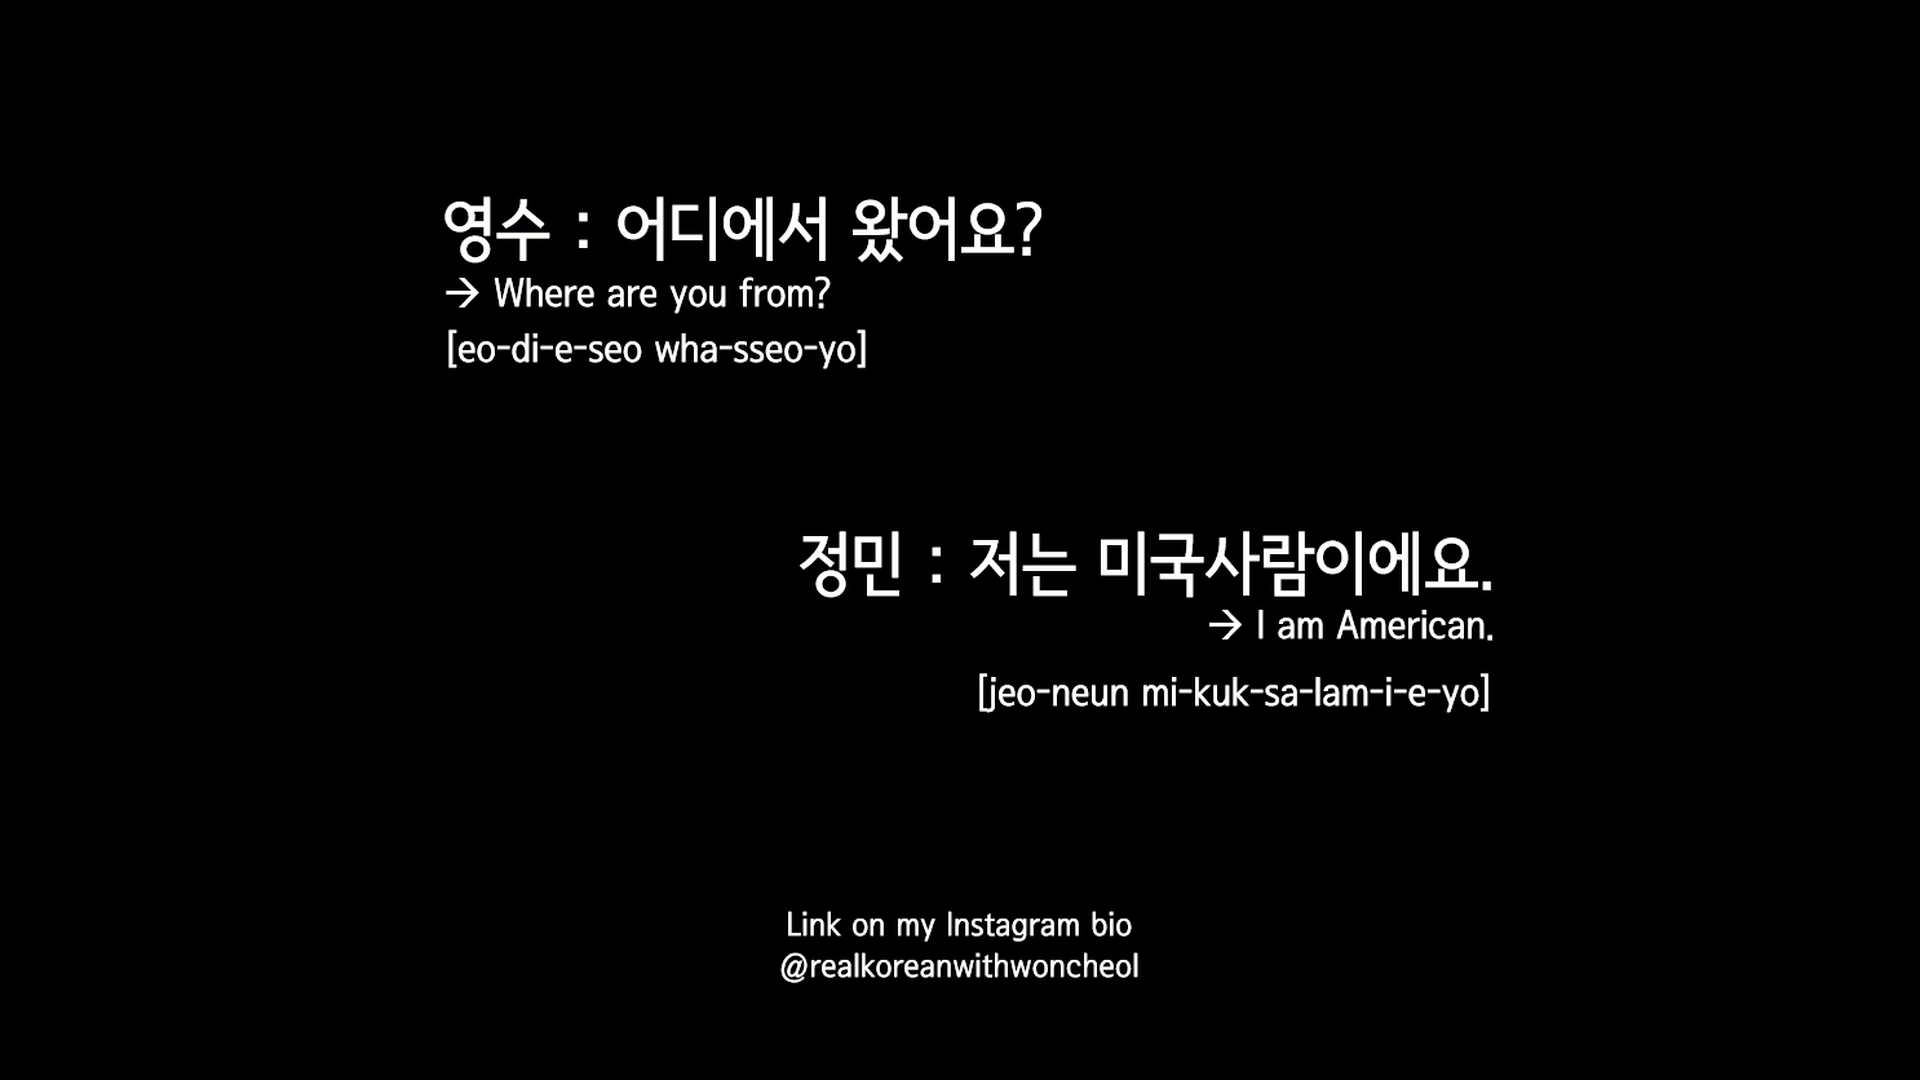 영수 : 어디에서 왔어요?
→ Where are you from?
[eo-di-e-seo wha-sseo-yo]
정민 : 저는 미국사람이에요.
→ I am American.
[jeo-neun mi-kuk-sa-lam-i-e-yo]
Link on my Instagram bio
@realkoreanwithwoncheol